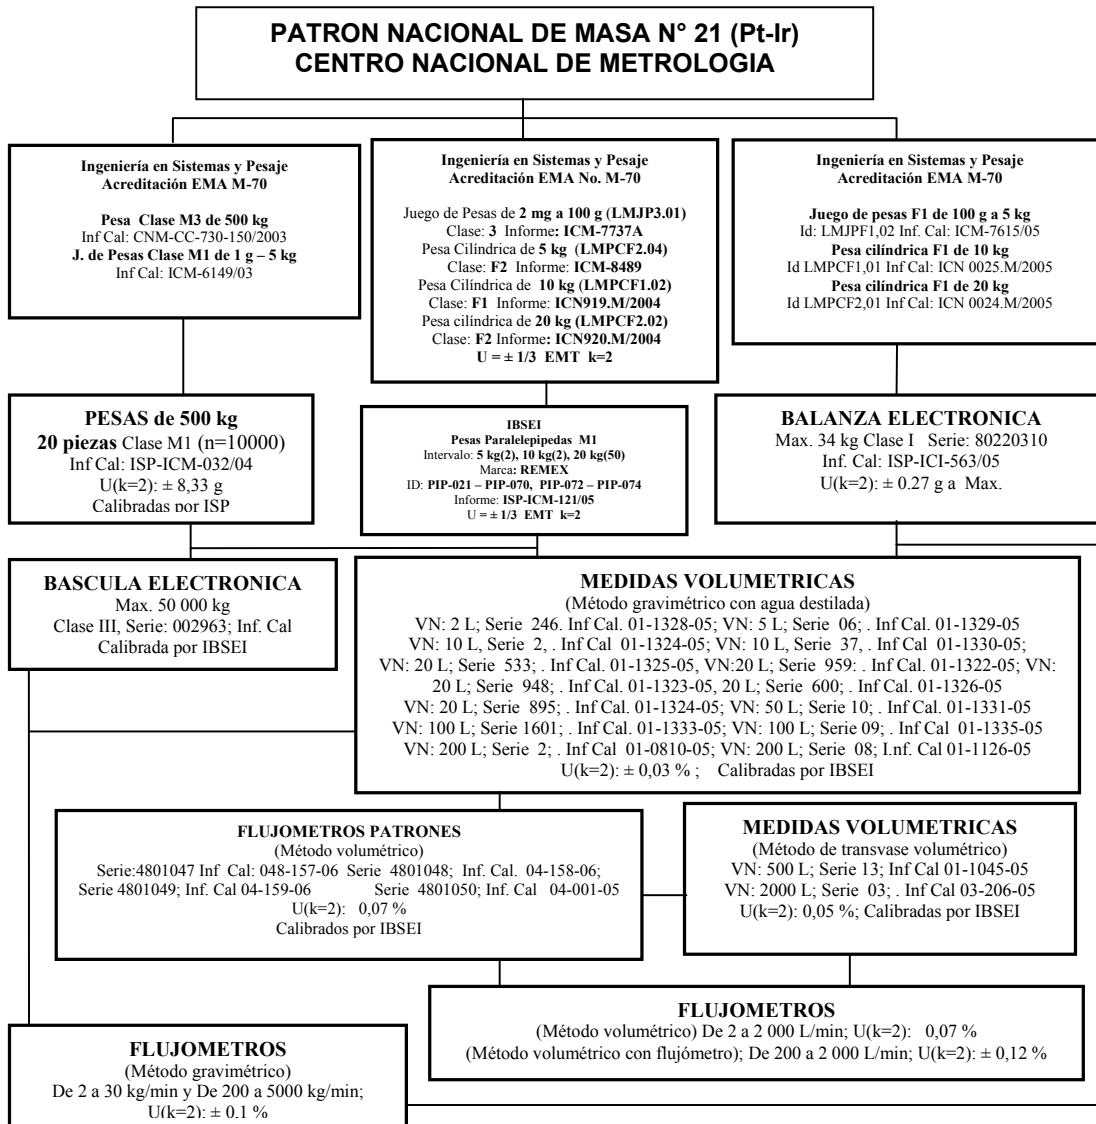 PATRON NACIONAL DE MASA N° 21 (Pt-Ir)
CENTRO NACIONAL DE METROLOGIA
Ingeniería en Sistemas y Pesaje
Acreditación EMA M-70
Pesa Clase M3 de 500 kg
Inf Cal: CNM-CC-730-150/2003
J. de Pesas Clase M1 de 1 g – 5 kg
Inf Cal: ICM-6149/03
Ingeniería en Sistemas y Pesaje
Acreditación EMA No. M-70
Juego de Pesas de 2 mg a 100 g (LMJP3.01)
Clase: 3 Informe: ICM-7737A
Pesa Cilíndrica de 5 kg (LMPCF2.04)
Clase: F2 Informe: ICM-8489
Pesa Cilíndrica de 10 kg (LMPCF1.02)
Clase: F1 Informe: ICN919.M/2004
Pesa cilíndrica de 20 kg (LMPCF2.02)
Clase: F2 Informe: ICN920.M/2004
U = ± 1/3 EMT k=2
Ingeniería en Sistemas y Pesaje
Acreditación EMA M-70
Juego de pesas F1 de 100 g a 5 kg
Id: LMJPF1,02 Inf. Cal: ICM-7615/05
Pesa cilíndrica F1 de 10 kg
Id LMPCF1,01 Inf Cal: ICN 0025.M/2005
Pesa cilíndrica F1 de 20 kg
Id LMPCF2,01 Inf Cal: ICN 0024.M/2005
PESAS de 500 kg
20 piezas Clase M1 (n=10000)
Inf Cal: ISP-ICM-032/04
U(k=2): ± 8,33 g
Calibradas por ISP
IBSEI
Pesas Paralelepipedas M1
Intervalo: 5 kg(2), 10 kg(2), 20 kg(50)
Marca: REMEX
ID: PIP-021 – PIP-070, PIP-072 – PIP-074
Informe: ISP-ICM-121/05
U = ± 1/3 EMT k=2
BALANZA ELECTRONICA
Max. 34 kg Clase I Serie: 80220310
Inf. Cal: ISP-ICI-563/05
U(k=2): ± 0.27 g a Max.
BASCULA ELECTRONICA
Max. 50 000 kg
Clase III, Serie: 002963; Inf. Cal
Calibrada por IBSEI
MEDIDAS VOLUMETRICAS
(Método gravimétrico con agua destilada)
VN: 2 L; Serie 246. Inf Cal. 01-1328-05; VN: 5 L; Serie 06; . Inf Cal. 01-1329-05
VN: 10 L, Serie 2, . Inf Cal. 01-1324-05; VN: 10 L, Serie 37, . Inf Cal 01-1330-05;
VN: 20 L; Serie 533; . Inf Cal. 01-1325-05, VN:20 L; Serie 959: . Inf Cal. 01-1322-05; VN:
20 L; Serie 948; . Inf Cal. 01-1323-05, 20 L; Serie 600; . Inf Cal. 01-1326-05
VN: 20 L; Serie 895; . Inf Cal. 01-1324-05; VN: 50 L; Serie 10; . Inf Cal. 01-1331-05
VN: 100 L; Serie 1601; . Inf Cal. 01-1333-05; VN: 100 L; Serie 09; . Inf Cal 01-1335-05
VN: 200 L; Serie 2; . Inf Cal 01-0810-05; VN: 200 L; Serie 08; I.nf. Cal 01-1126-05
U(k=2): ± 0,03 % ; Calibradas por IBSEI
FLUJOMETROS PATRONES
(Método volumétrico)
Serie:4801047 Inf Cal: 048-157-06 Serie 4801048; Inf. Cal. 04-158-06;
Serie 4801049; Inf. Cal 04-159-06 Serie 4801050; Inf. Cal 04-001-05
U(k=2): 0,07 %
Calibrados por IBSEI
MEDIDAS VOLUMETRICAS
(Método de transvase volumétrico)
VN: 500 L; Serie 13; Inf Cal 01-1045-05
VN: 2000 L; Serie 03; . Inf Cal 03-206-05
U(k=2): 0,05 %; Calibradas por IBSEI
FLUJOMETROS
(Método volumétrico) De 2 a 2 000 L/min; U(k=2): 0,07 %
(Método volumétrico con flujómetro); De 200 a 2 000 L/min; U(k=2): ± 0,12 %
FLUJOMETROS
(Método gravimétrico)
De 2 a 30 kg/min y De 200 a 5000 kg/min;
U(k=2): ± 0.1 %